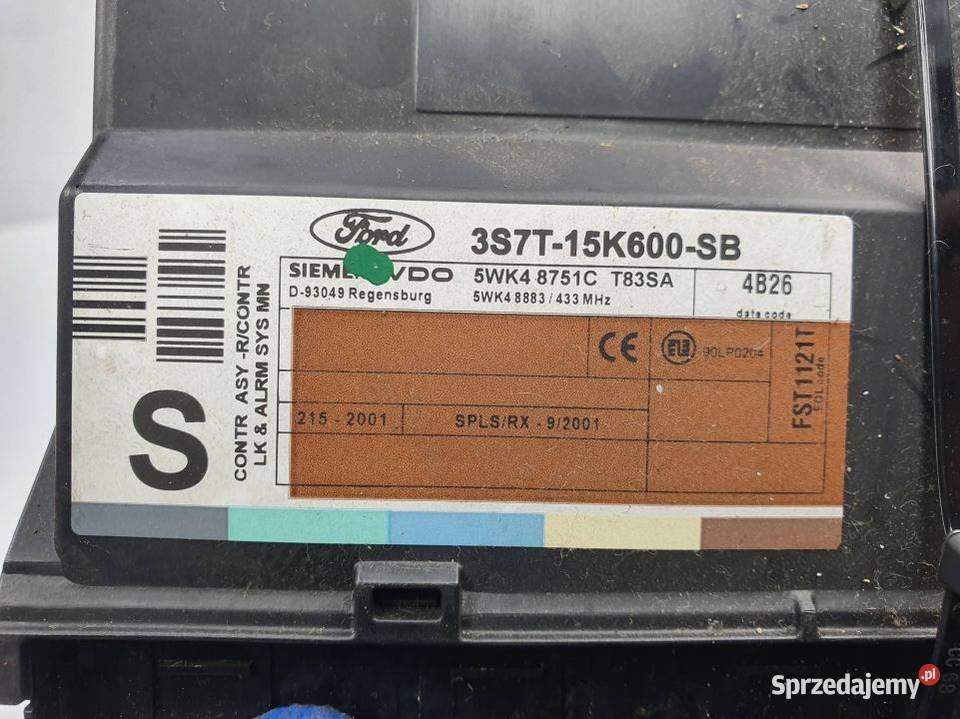 Ford
3S7T-15K600-SB
SIEMENS VDO
5WK4 8751C T83SA
4B26
D-93049 Regensburg
5WK4 8883 / 433 MHz
date code
90LP0204
FST1121T
EOL code
215 - 2001
SPLS/RX - 9/2001
CONTR ASY -R/CONTR
LK & ALRM SYS MN
S
Sprzedajemy.pl